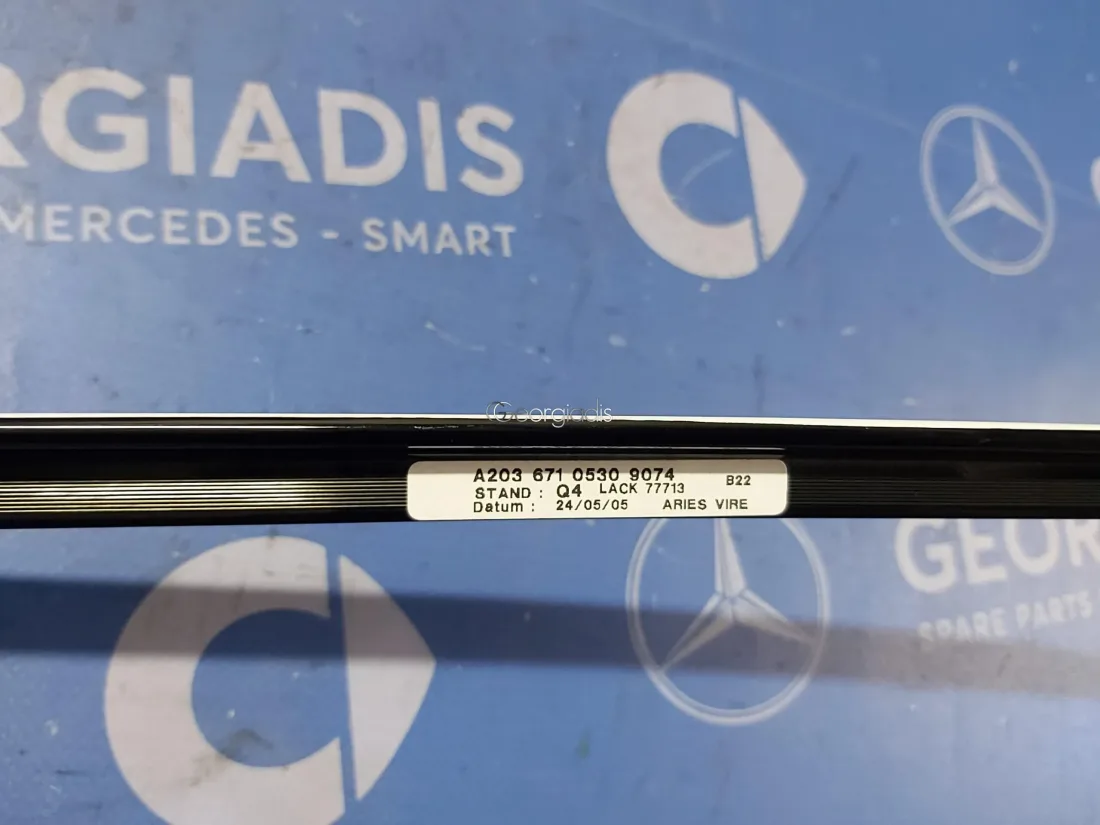 RGIADIS
MERCEDES - SMART
Georgiadis
A203 671 0530 9074 B22
STAND : Q4 LACK 77713
Datum : 24/05/05 ARIES VIRE
GEOR
SPARE PARTS